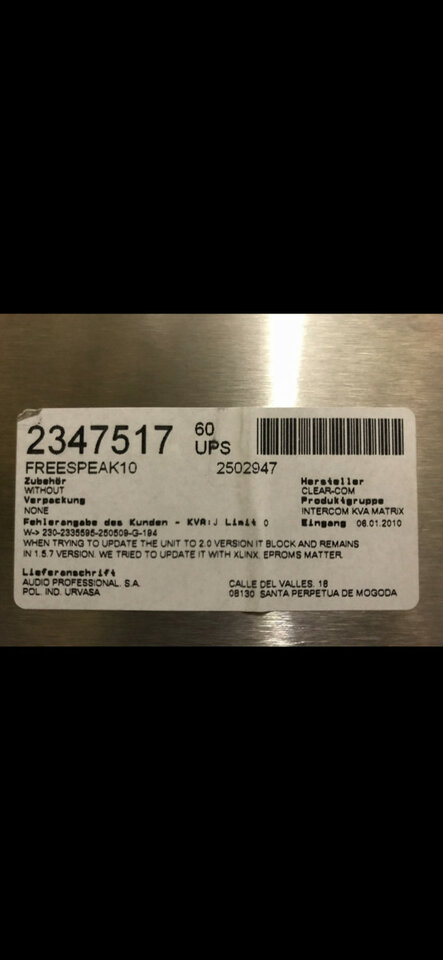 2347517 60 UPS
FREESPEAK10 2502947
Zubehör Hersteller
WITHOUT CLEAR-COM
Verpackung Produktgruppe
NONE INTERCOM KVA MATRIX
Fehlerangabe des Kunden - KVA:J Limit 0 Eingang 06.01.2010
W-> 230-2335695-250509-G-194
WHEN TRYING TO UPDATE THE UNIT TO 2.0 VERSION IT BLOCK AND REMAINS
IN 1.5.7 VERSION. WE TRIED TO UPDATE IT WITH XLINX. EPROMS MATTER.
Lieferanschrift
AUDIO PROFESSIONAL. S.A. CALLE DEL VALLES. 18
POL. IND. URVASA 08130 SANTA PERPETUA DE MOGODA